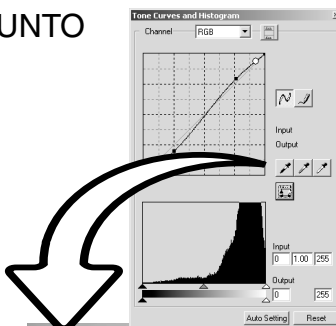 UNTO
Tone Curves and Histogram
Channel RGB
Input
Output
Input
0 1.00 255
Output
0 255
Auto Setting Reset